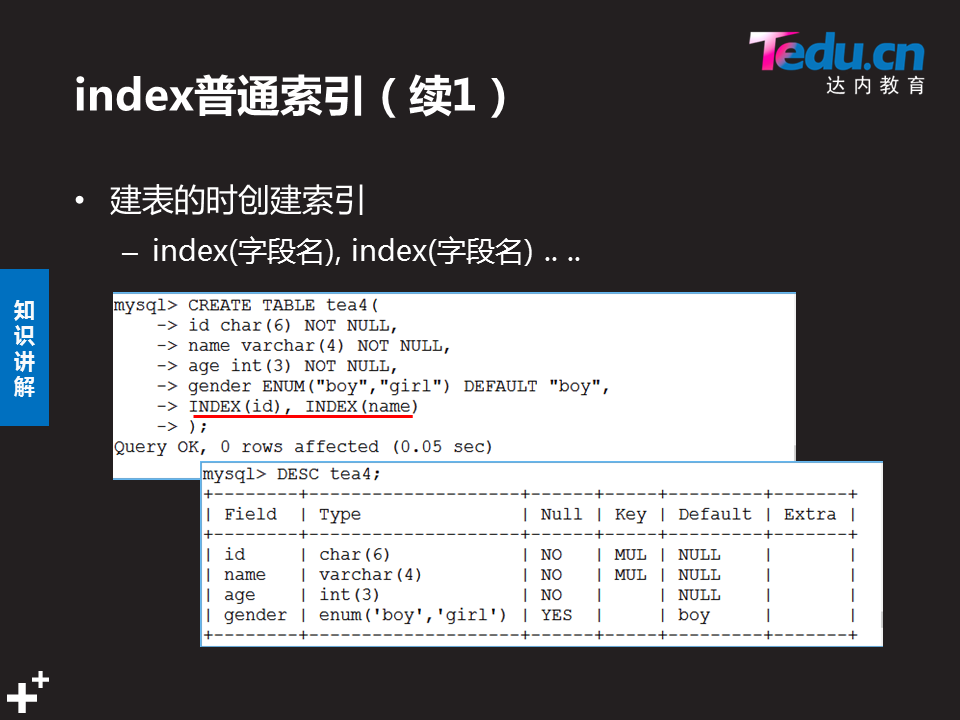 Tedu.cn
达内教育
index普通索引（续1）
• 建表的时创建索引
– index(字段名), index(字段名) .. ..
知识讲解
mysql> CREATE TABLE tea4(
    -> id char(6) NOT NULL,
    -> name varchar(4) NOT NULL,
    -> age int(3) NOT NULL,
    -> gender ENUM("boy","girl") DEFAULT "boy",
    -> INDEX(id), INDEX(name)
    -> );
Query OK, 0 rows affected (0.05 sec)
mysql> DESC tea4;
+--------+--------------------+------+-----+---------+-------+
| Field  | Type               | Null | Key | Default | Extra |
+--------+--------------------+------+-----+---------+-------+
| id     | char(6)            | NO   | MUL | NULL    |       |
| name   | varchar(4)         | NO   | MUL | NULL    |       |
| age    | int(3)             | NO   |     | NULL    |       |
| gender | enum('boy','girl') | YES  |     | boy     |       |
+--------+--------------------+------+-----+---------+-------+